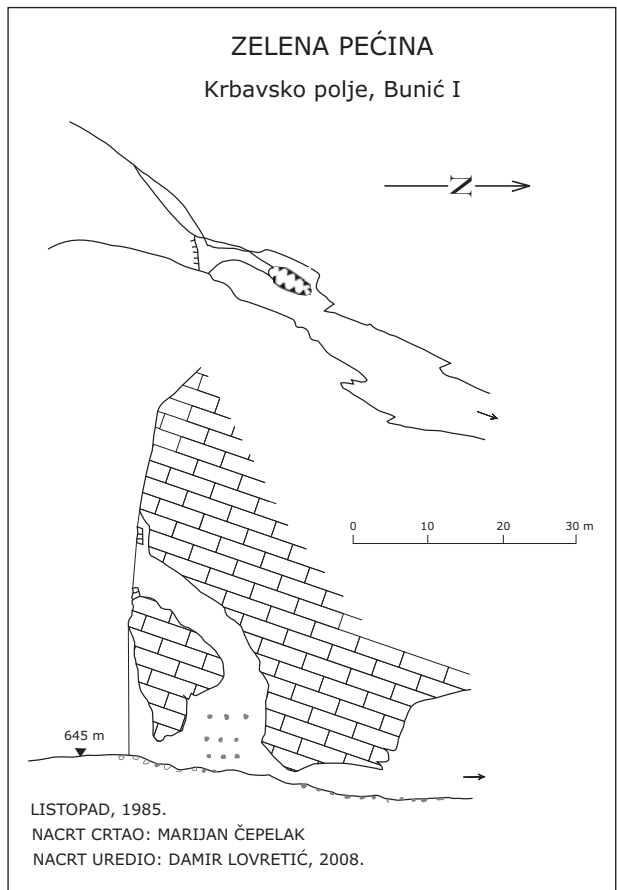 ZELENA PEĆINA
Krbavsko polje, Bunić I
N
0 10 20 30 m
645 m
LISTOPAD, 1985.
NACRT CRTAO: MARIJAN ČEPELAK
NACRT UREDIO: DAMIR LOVRETIĆ, 2008.